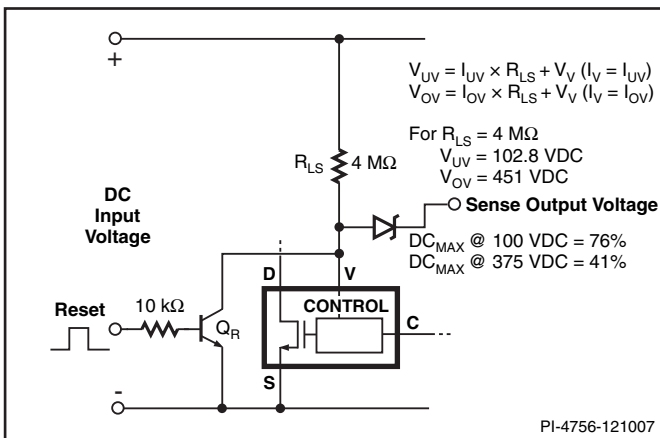 +
V_UV = I_UV × R_LS + V_V (I_V = I_UV)
V_OV = I_OV × R_LS + V_V (I_V = I_OV)
For R_LS = 4 MΩ
V_UV = 102.8 VDC
V_OV = 451 VDC
R_LS 4 MΩ
DC
Input
Voltage
Sense Output Voltage
DC_MAX @ 100 VDC = 76%
DC_MAX @ 375 VDC = 41%
D V
CONTROL
C
Reset 10 kΩ
Q_R
S
-
PI-4756-121007